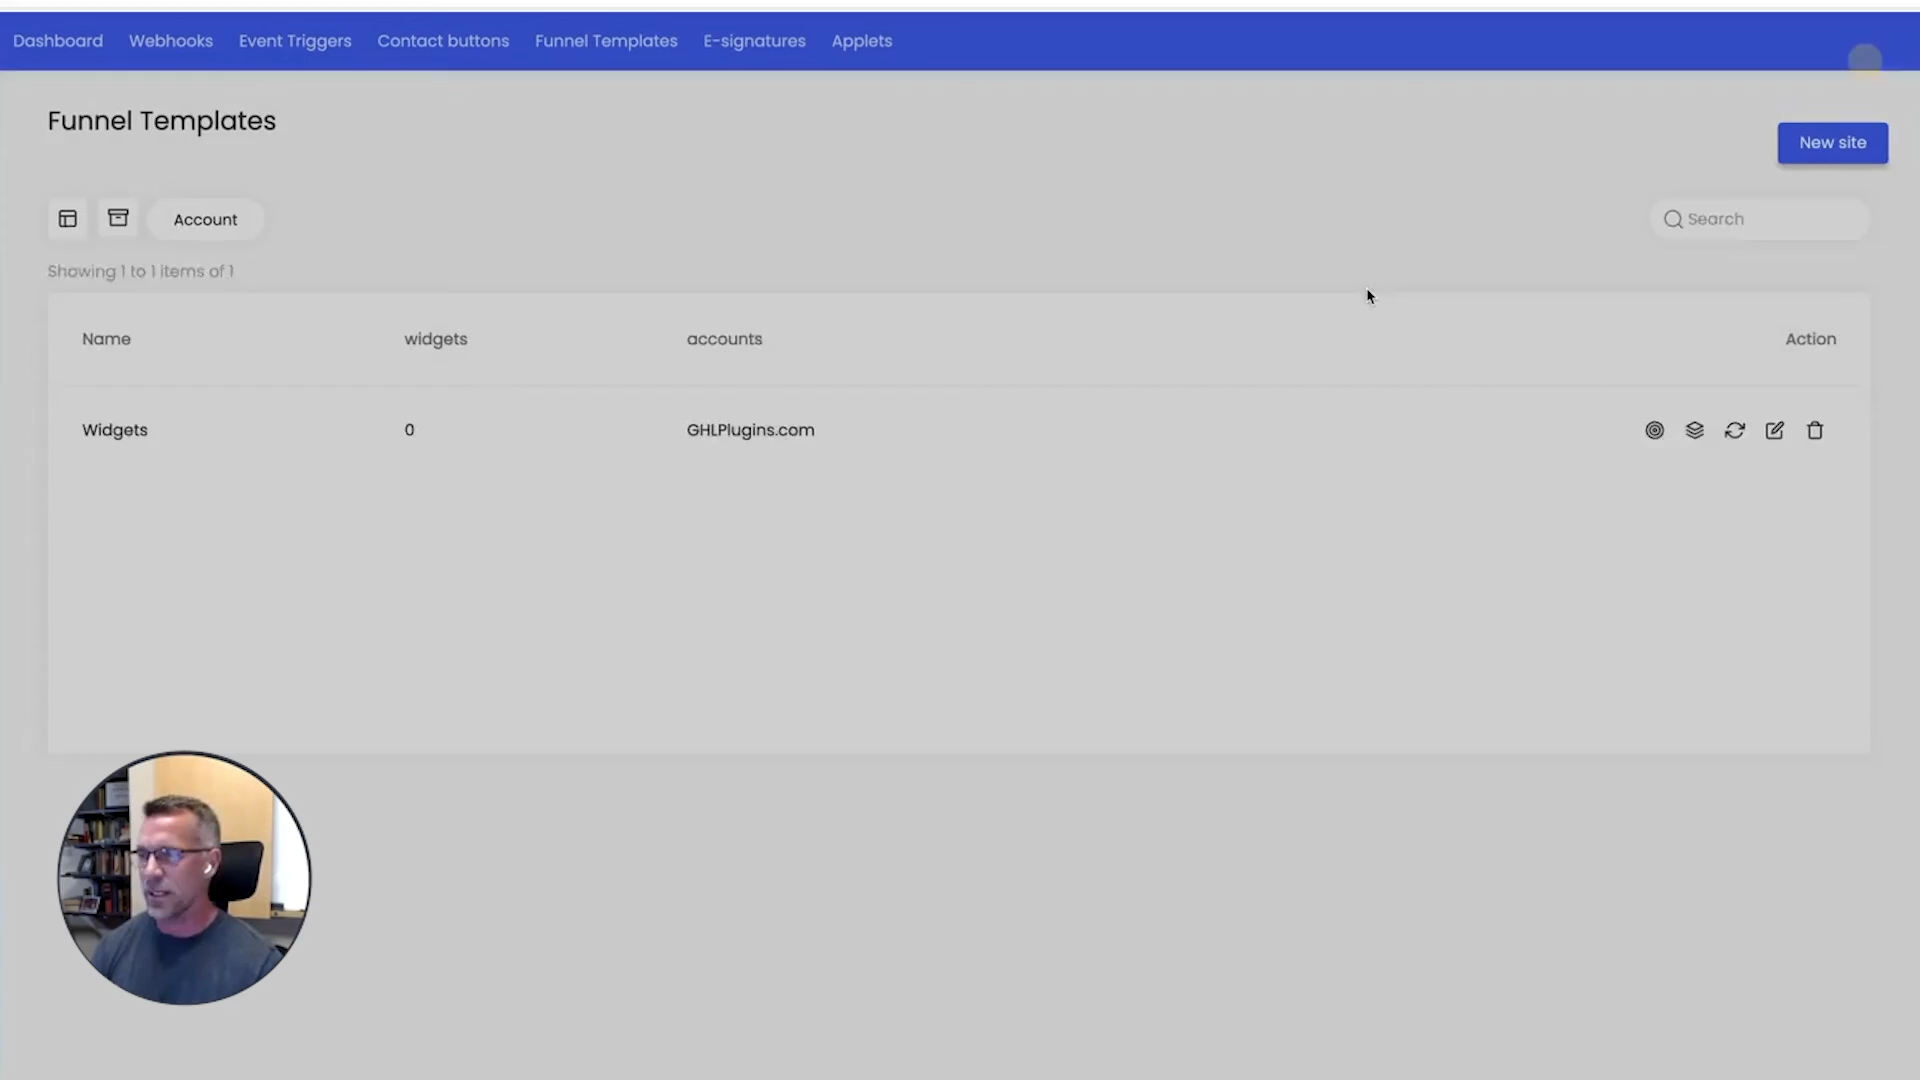 Dashboard Webhooks Event Triggers Contact buttons Funnel Templates E-signatures Applets
Funnel Templates
New site
Account
Search
Showing 1 to 1 items of 1
Name widgets accounts Action
Widgets 0 GHLPlugins.com